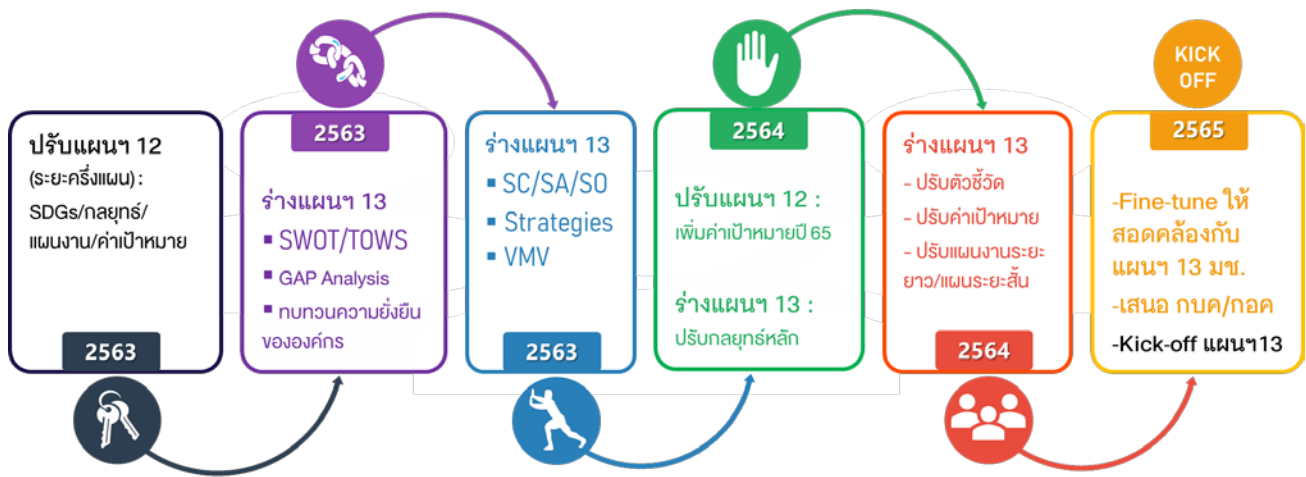 ปรับแผนฯ 12
(ระยะครึ่งแผน) :
SDGs/กลยุทธ์/
แผนงาน/ค่าเป้าหมาย
2563
2563
ร่างแผนฯ 13
▪ SWOT/TOWS
▪ GAP Analysis
▪ ทบทวนความยั่งยืน
ขององค์กร
ร่างแผนฯ 13
▪ SC/SA/SO
▪ Strategies
▪ VMV
2563
2564
ปรับแผนฯ 12 :
เพิ่มค่าเป้าหมายปี 65
ร่างแผนฯ 13 :
ปรับกลยุทธ์หลัก
ร่างแผนฯ 13
- ปรับตัวชี้วัด
- ปรับค่าเป้าหมาย
- ปรับแผนงานระยะ
ยาว/แผนระยะสั้น
2564
KICK
OFF
2565
-Fine-tune ให้
สอดคล้องกับ
แผนฯ 13 มช.
-เสนอ กบค/กอค
-Kick-off แผนฯ13